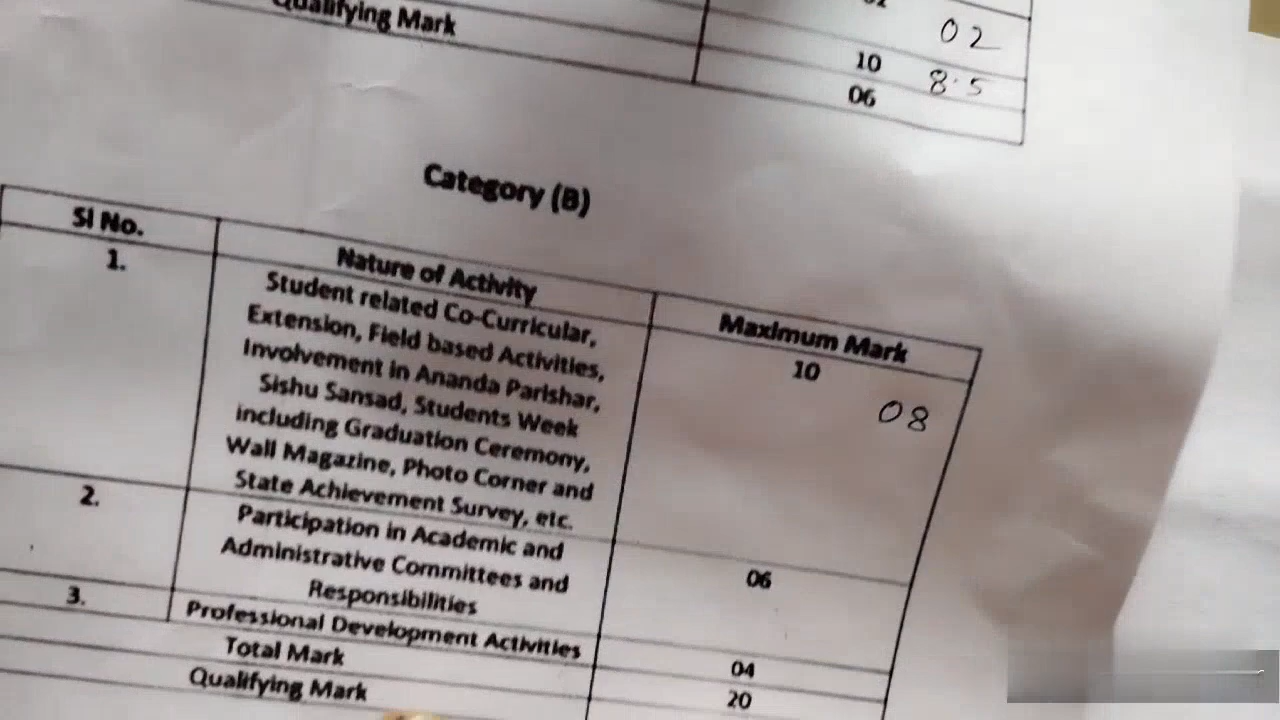 02
Qualifying Mark
10 8.5
06
Category (B)
Sl No.
Nature of Activity
Maximum Mark
1.
Student related Co-Curricular,
Extension, Field based Activities,
Involvement in Ananda Parishar,
Sishu Sansad, Students Week
including Graduation Ceremony,
Wall Magazine, Photo Corner and
State Achievement Survey, etc.
10
08
2.
Participation in Academic and
Administrative Committees and
Responsibilities
06
3.
Professional Development Activities
04
Total Mark
20
Qualifying Mark